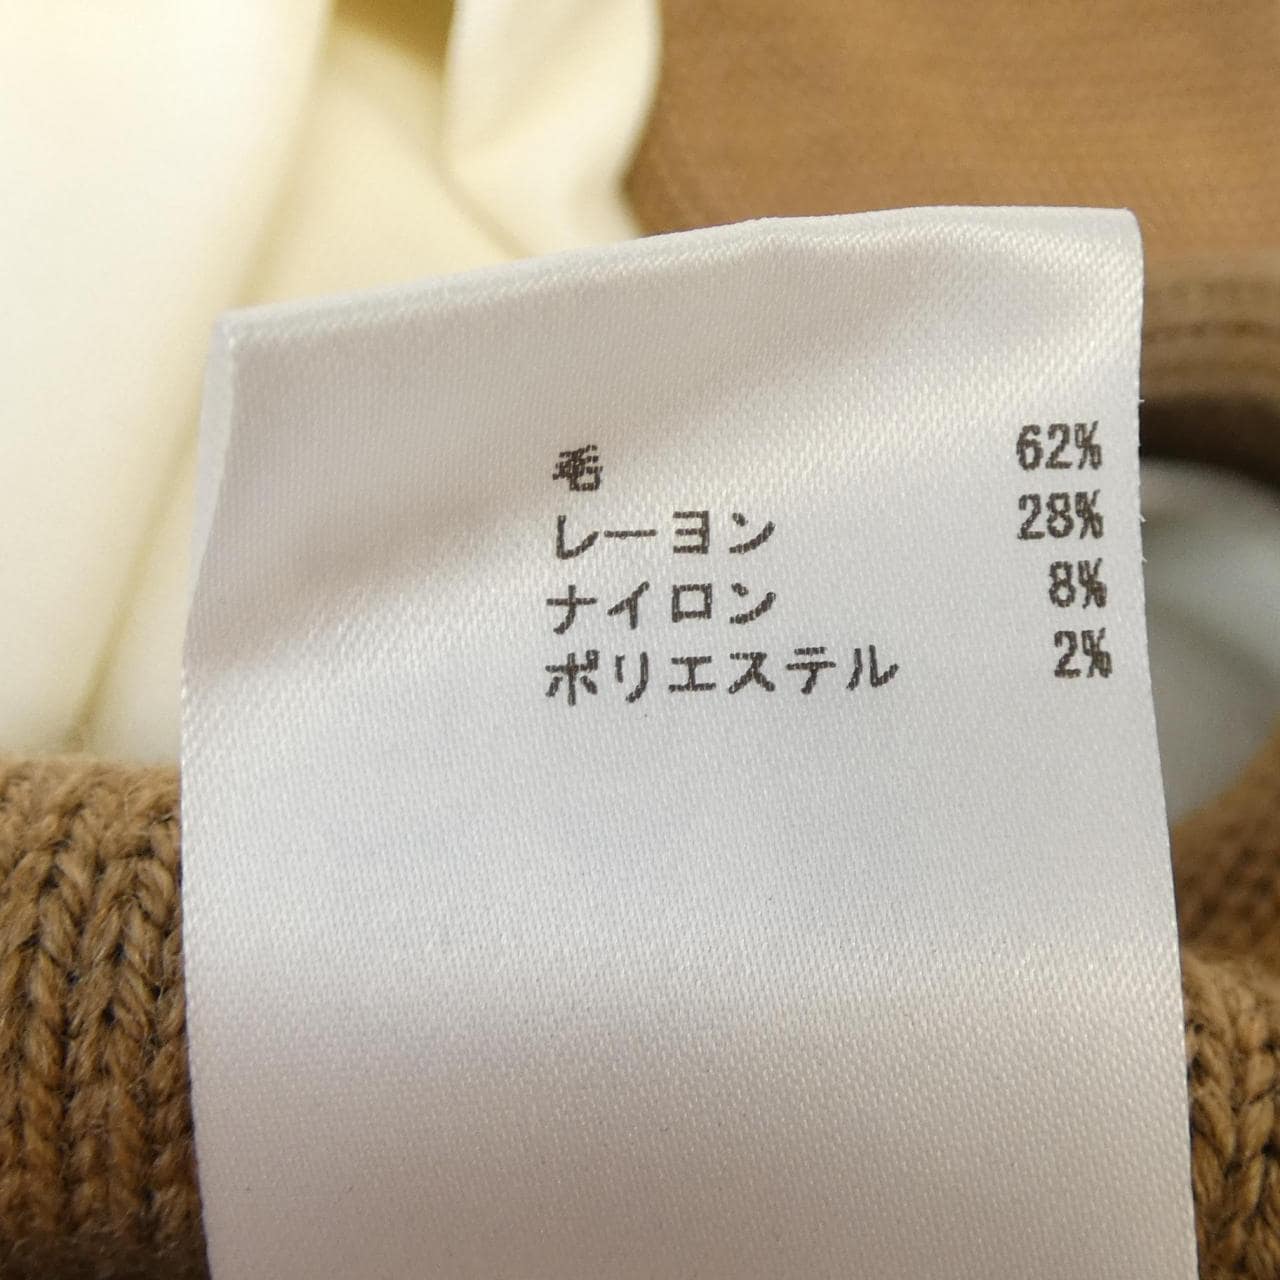 毛 62%
レーヨン 28%
ナイロン 8%
ポリエステル 2%